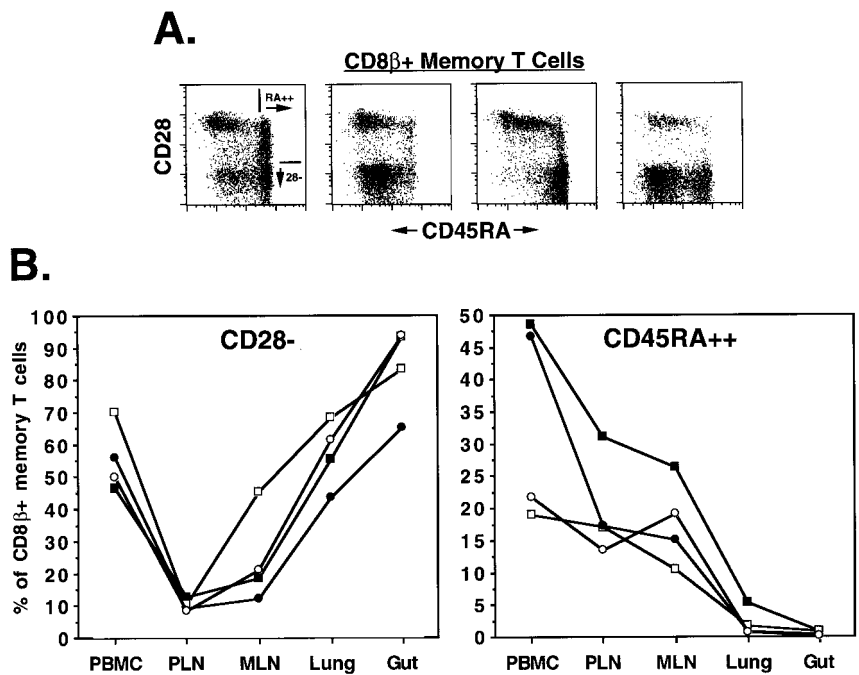 A.
CD8β+ Memory T Cells
RA++
28-
CD28
CD45RA
B.
% of CD8β+ memory T cells
CD28-
100
90
80
70
60
50
40
30
20
10
0
PBMC PLN MLN Lung Gut
CD45RA++
50
45
40
35
30
25
20
15
10
5
0
PBMC PLN MLN Lung Gut